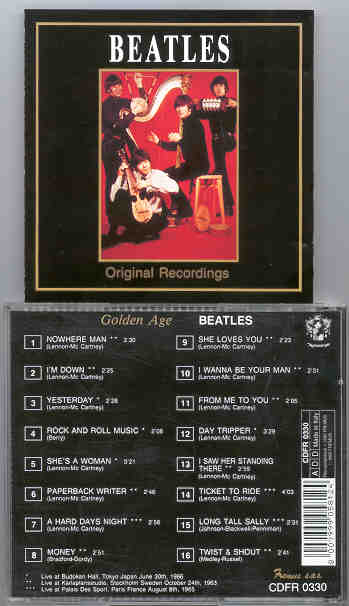 BEATLES
Original Recordings
Golden Age BEATLES
1 NOWHERE MAN ** 2'30
(Lennon-Mc Cartney)
2 I'M DOWN ** 2'25
(Lennon-Mc Cartney)
3 YESTERDAY * 2'28
(Lennon-Mc Cartney)
4 ROCK AND ROLL MUSIC * 2'08
(Berry)
5 SHE'S A WOMAN * 5'21
(Lennon-Mc Cartney)
6 PAPERBACK WRITER ** 2'46
(Lennon-Mc Cartney)
7 A HARD DAYS NIGHT *** 2'58
(Lennon-Mc Cartney)
8 MONEY ** 2'51
(Bradford-Gordy)
9 SHE LOVES YOU ** 2'23
(Lennon-Mc Cartney)
10 I WANNA BE YOUR MAN ** 2'51
(Lennon-Mc Cartney)
11 FROM ME TO YOU ** 2'05
(Lennon-Mc Cartney)
12 DAY TRIPPER ** 3'29
(Lennon-Mc Cartney)
13 I SAW HER STANDING
THERE ** 2'55
(Lennon-Mc Cartney)
14 TICKET TO RIDE *** 4'03
(Lennon-Mc Cartney)
15 LONG TALL SALLY *** 2'35
(Johnson-Blackwell-Penniman)
16 TWIST & SHOUT ** 2'41
(Medley-Russel)
* Live at Budokan Hall, Tokyo Japan June 30th, 1966
** Live at Karlaplansstudio, Stockholm Sweden October 24th, 1963
*** Live at Palais Des Sport, Paris France August 8th, 1965
Fremus s.a.s.
CDFR 0330
CDFR 0330
A D D Made in Italy